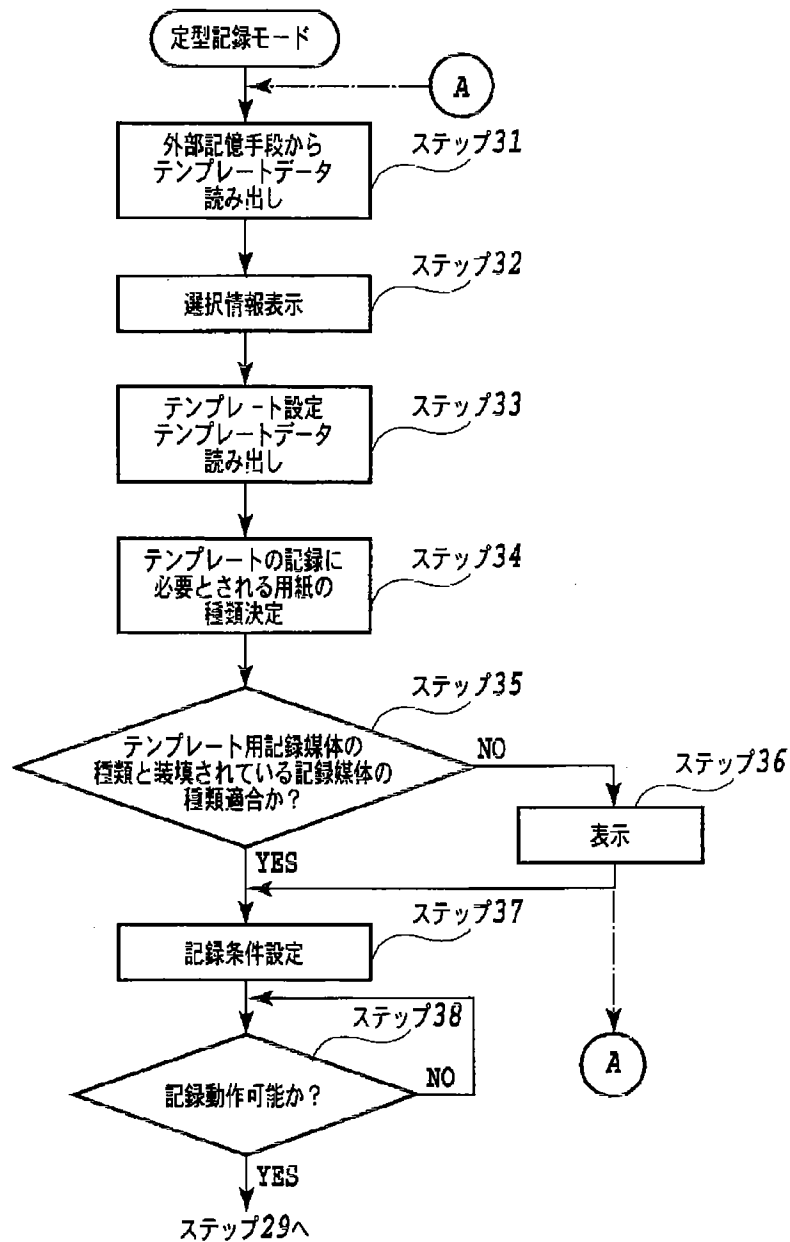 定型記録モード
A
外部記憶手段から
テンプレートデータ
読み出し
ステップ31
選択情報表示
ステップ32
テンプレート設定
テンプレートデータ
読み出し
ステップ33
テンプレートの記録に
必要とされる用紙の
種類決定
ステップ34
ステップ35
テンプレート用記録媒体の
種類と装填されている記録媒体の
種類適合か?
NO
YES
ステップ36
表示
ステップ37
記録条件設定
ステップ38
記録動作可能か?
NO
YES
A
ステップ29へ